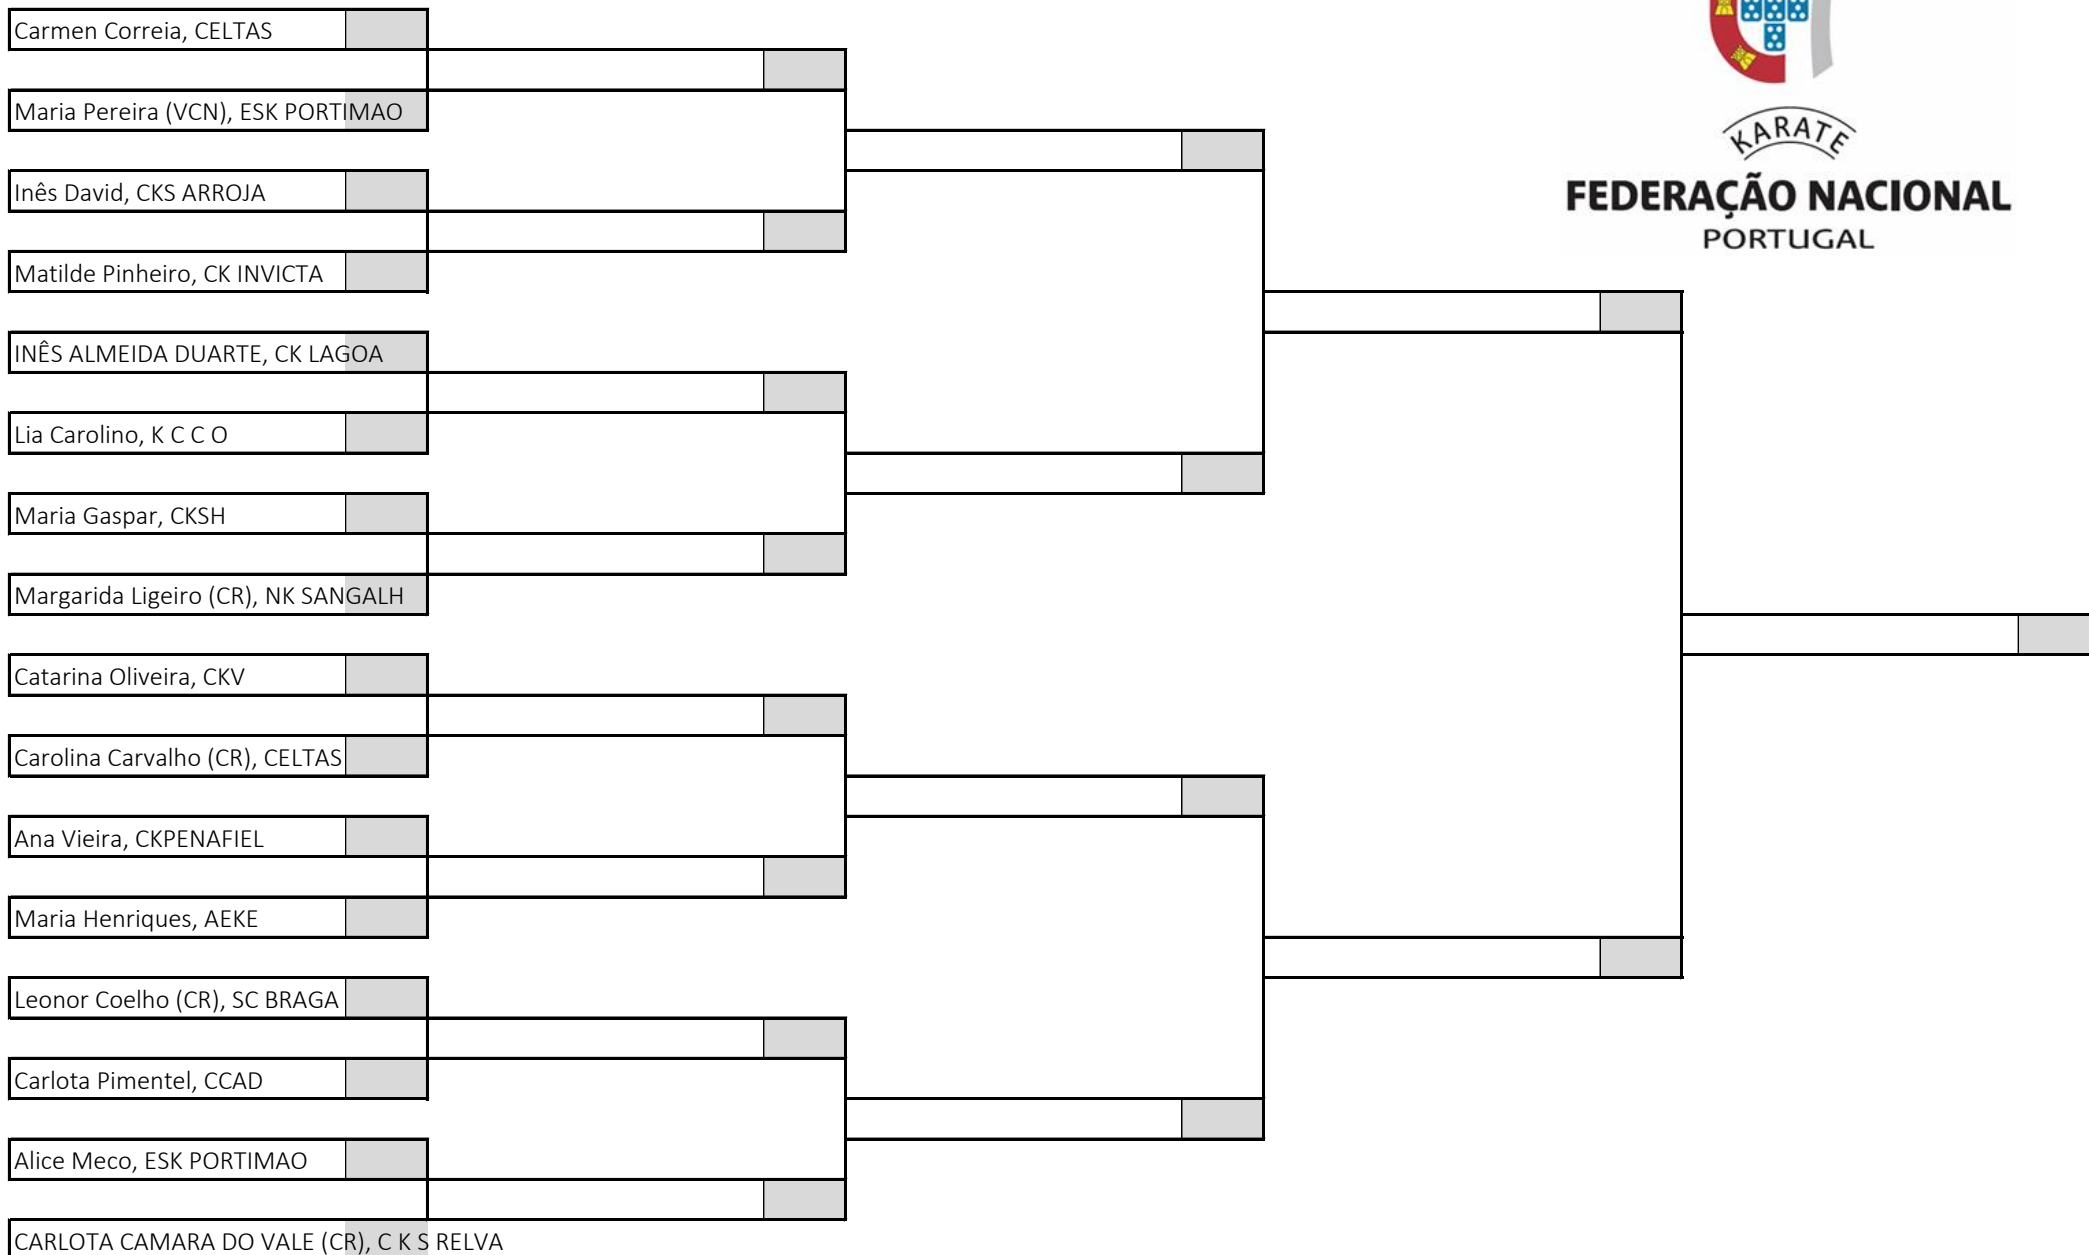 Carmen Correia, CELTAS
Maria Pereira (VCN), ESK PORTIMAO
Inês David, CKS ARROJA
Matilde Pinheiro, CK INVICTA
INÊS ALMEIDA DUARTE, CK LAGOA
Lia Carolino, K C C O
Maria Gaspar, CKSH
Margarida Ligeiro (CR), NK SANGALH
Catarina Oliveira, CKV
Carolina Carvalho (CR), CELTAS
Ana Vieira, CKPENAFIEL
Maria Henriques, AEKE
Leonor Coelho (CR), SC BRAGA
Carlota Pimentel, CCAD
Alice Meco, ESK PORTIMAO
CARLOTA CAMARA DO VALE (CR), C K S RELVA
KARATE
FEDERAÇÃO NACIONAL
PORTUGAL